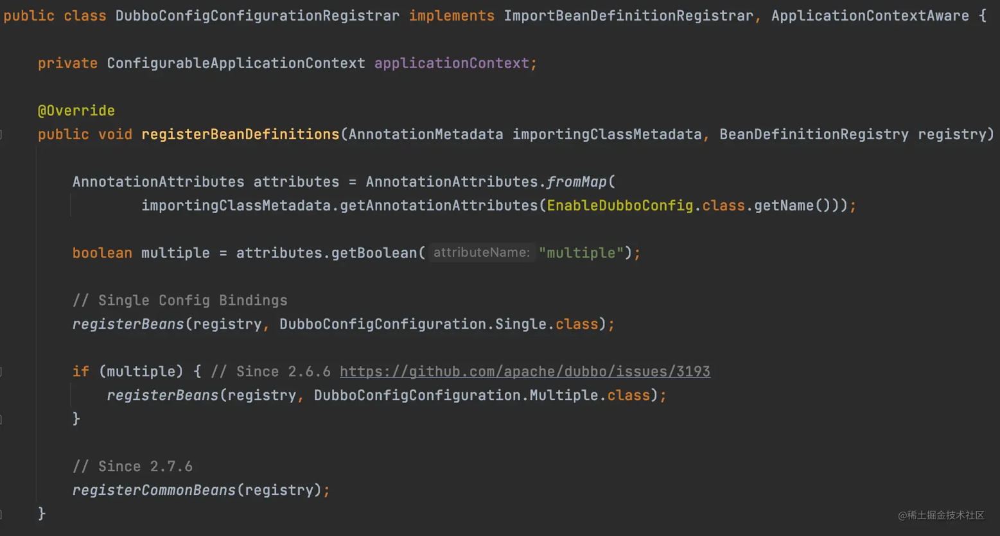 public class DubboConfigConfigurationRegistrar implements ImportBeanDefinitionRegistrar, ApplicationContextAware {
private ConfigurableApplicationContext applicationContext;
@Override
public void registerBeanDefinitions(AnnotationMetadata importingClassMetadata, BeanDefinitionRegistry registry)
AnnotationAttributes attributes = AnnotationAttributes.fromMap(
importingClassMetadata.getAnnotationAttributes(EnableDubboConfig.class.getName()));
boolean multiple = attributes.getBoolean( attributeName: "multiple");
// Single Config Bindings
registerBeans(registry, DubboConfigConfiguration.Single.class);
if (multiple) { // Since 2.6.6 https://github.com/apache/dubbo/issues/3193
registerBeans(registry, DubboConfigConfiguration.Multiple.class);
}
// Since 2.7.6
registerCommonBeans(registry);
}
@稀土掘金技术社区